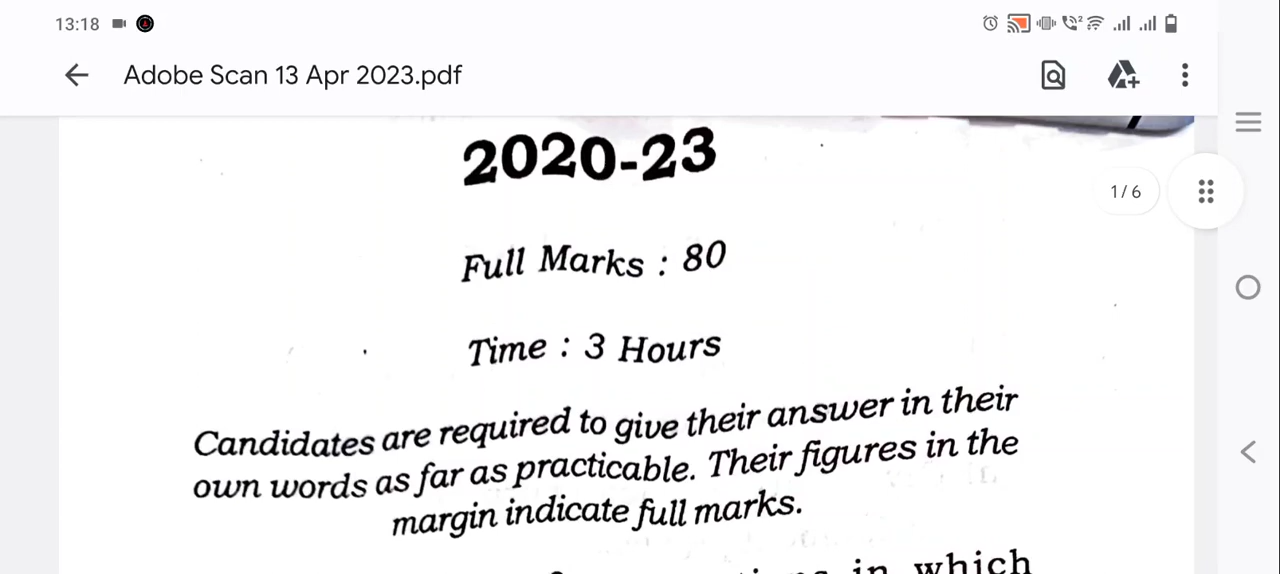 13:18
Adobe Scan 13 Apr 2023.pdf
2020-23
1/6
Full Marks : 80
Time : 3 Hours
Candidates are required to give their answer in their
own words as far as practicable. Their figures in the
margin indicate full marks.
in which